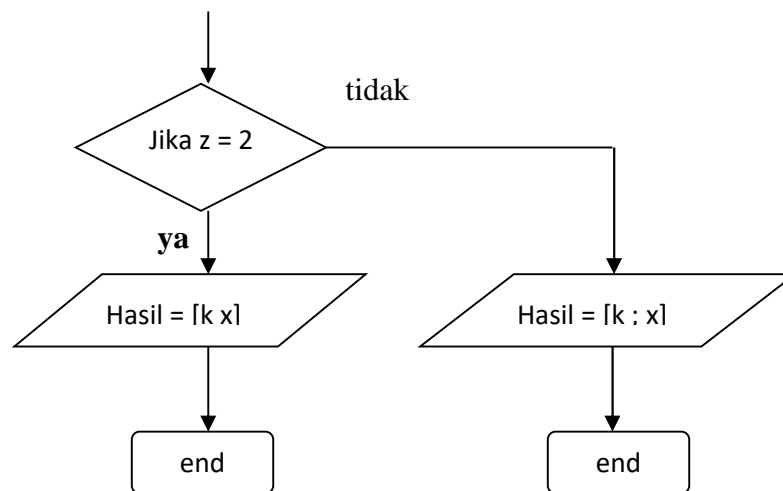 tidak
Jika z = 2
ya
Hasil = [k x]
Hasil = [k ; x]
end
end